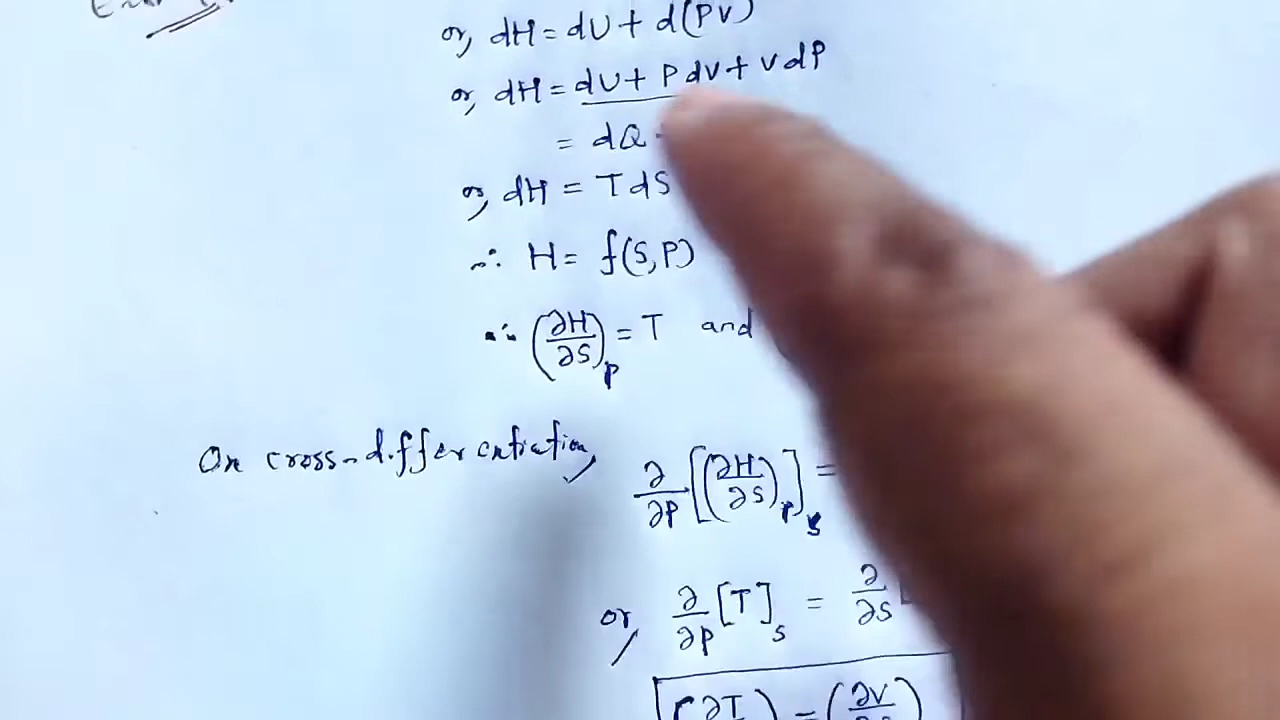 or, dH = dU + d(PV)
or, dH = dU + PdV + VdP
= dQ
or, dH = TdS
∴ H = f(S,P)
∴ (∂H/∂S)_P = T and
On cross-differentiation, ∂/∂P[(∂H/∂S)_P]_S =
or, ∂/∂P [T]_S = ∂/∂S [
(∂T ) = (∂V )